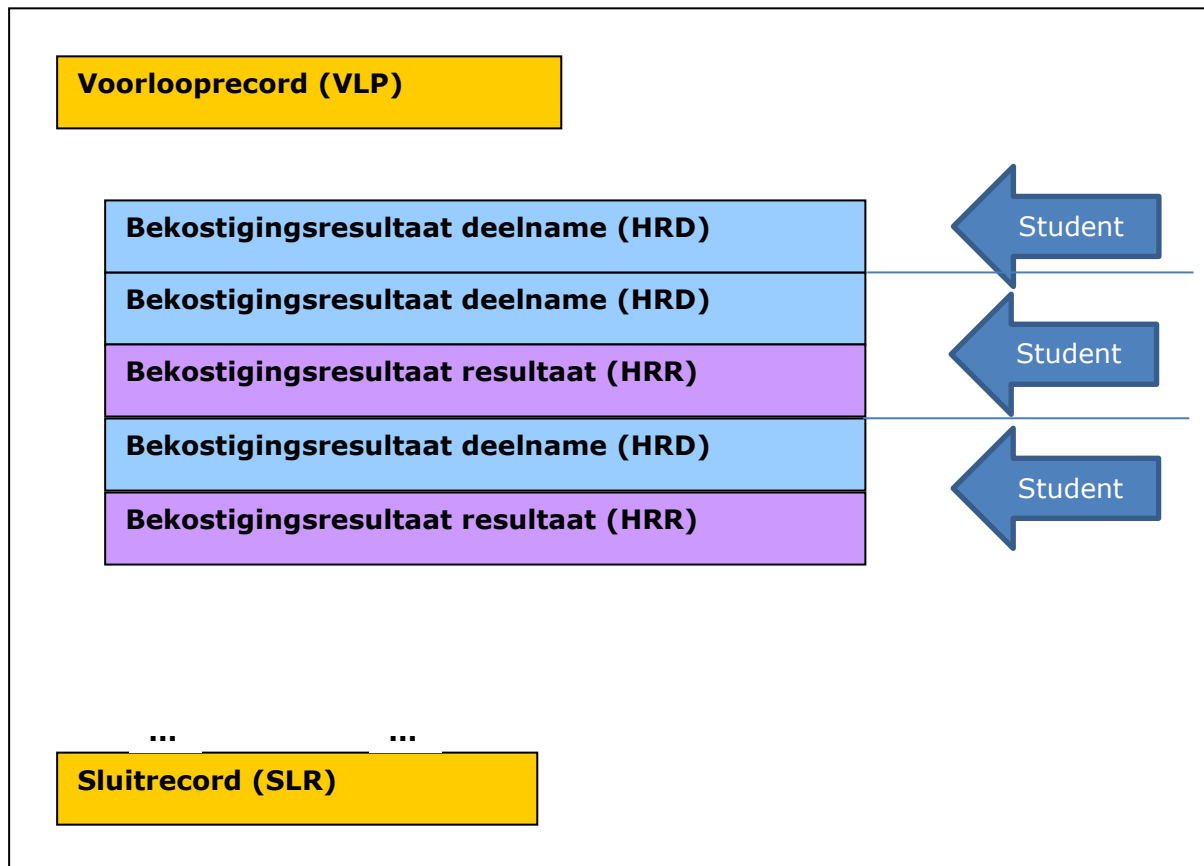 Voorlooprecord (VLP)
Bekostigingsresultaat deelname (HRD)
Student
Bekostigingsresultaat deelname (HRD)
Bekostigingsresultaat resultaat (HRR)
Student
Bekostigingsresultaat deelname (HRD)
Bekostigingsresultaat resultaat (HRR)
Student
... ...
Sluitrecord (SLR)